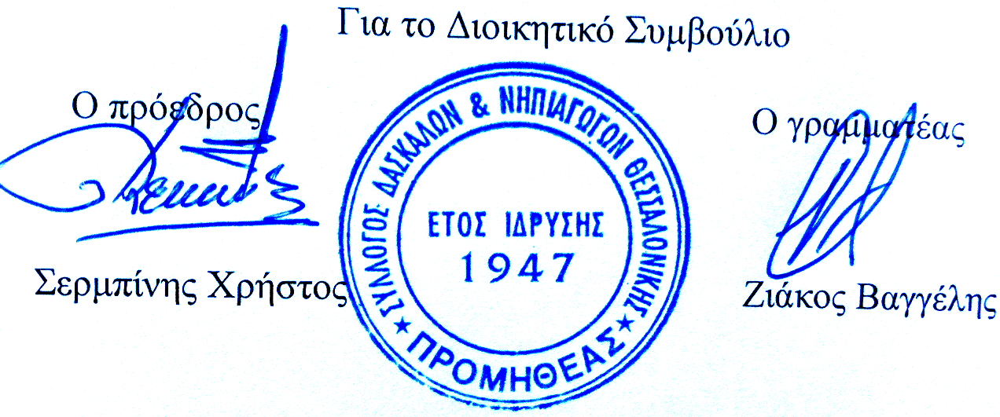 Για το Διοικητικό Συμβούλιο
Ο πρόεδρος
Ο γραμματέας
ΣΥΛΛΟΓΟΣ ΔΑΣΚΑΛΩΝ & ΝΗΠΙΑΓΩΓΩΝ ΘΕΣΣΑΛΟΝΙΚΗΣ
ΕΤΟΣ ΙΔΡΥΣΗΣ
1947
★ ΠΡΟΜΗΘΕΑΣ ★
Σερμπίνης Χρήστος
Ζιάκος Βαγγέλης